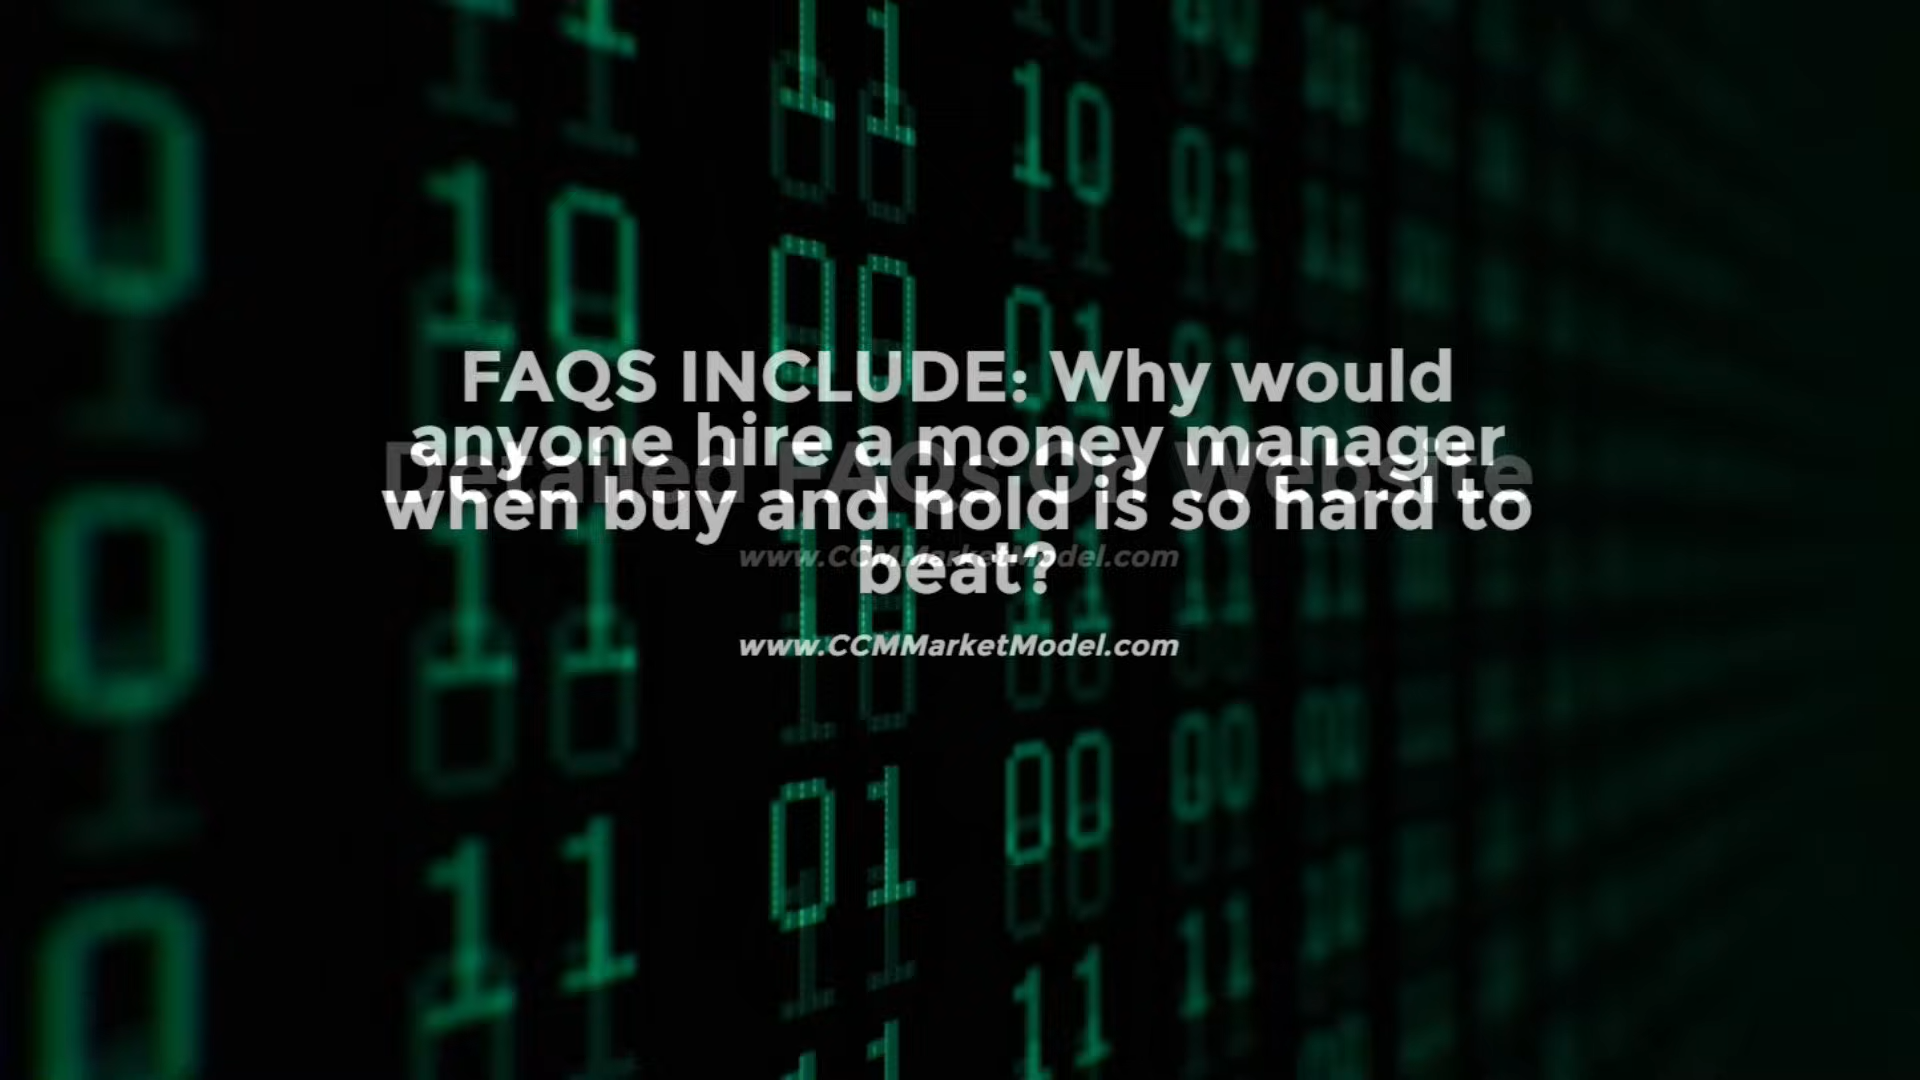 FAQS INCLUDE: Why would
anyone hire a money manager
Detailed FAQs On Website
when buy and hold is so hard to
www.CCMMarketModel.com
beat?
www.CCMMarketModel.com